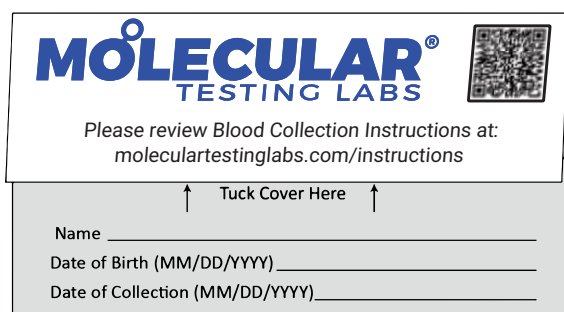 MOLECULAR®
TESTING LABS
Please review Blood Collection Instructions at:
moleculartestinglabs.com/instructions
Tuck Cover Here
Name
Date of Birth (MM/DD/YYYY)
Date of Collection (MM/DD/YYYY)